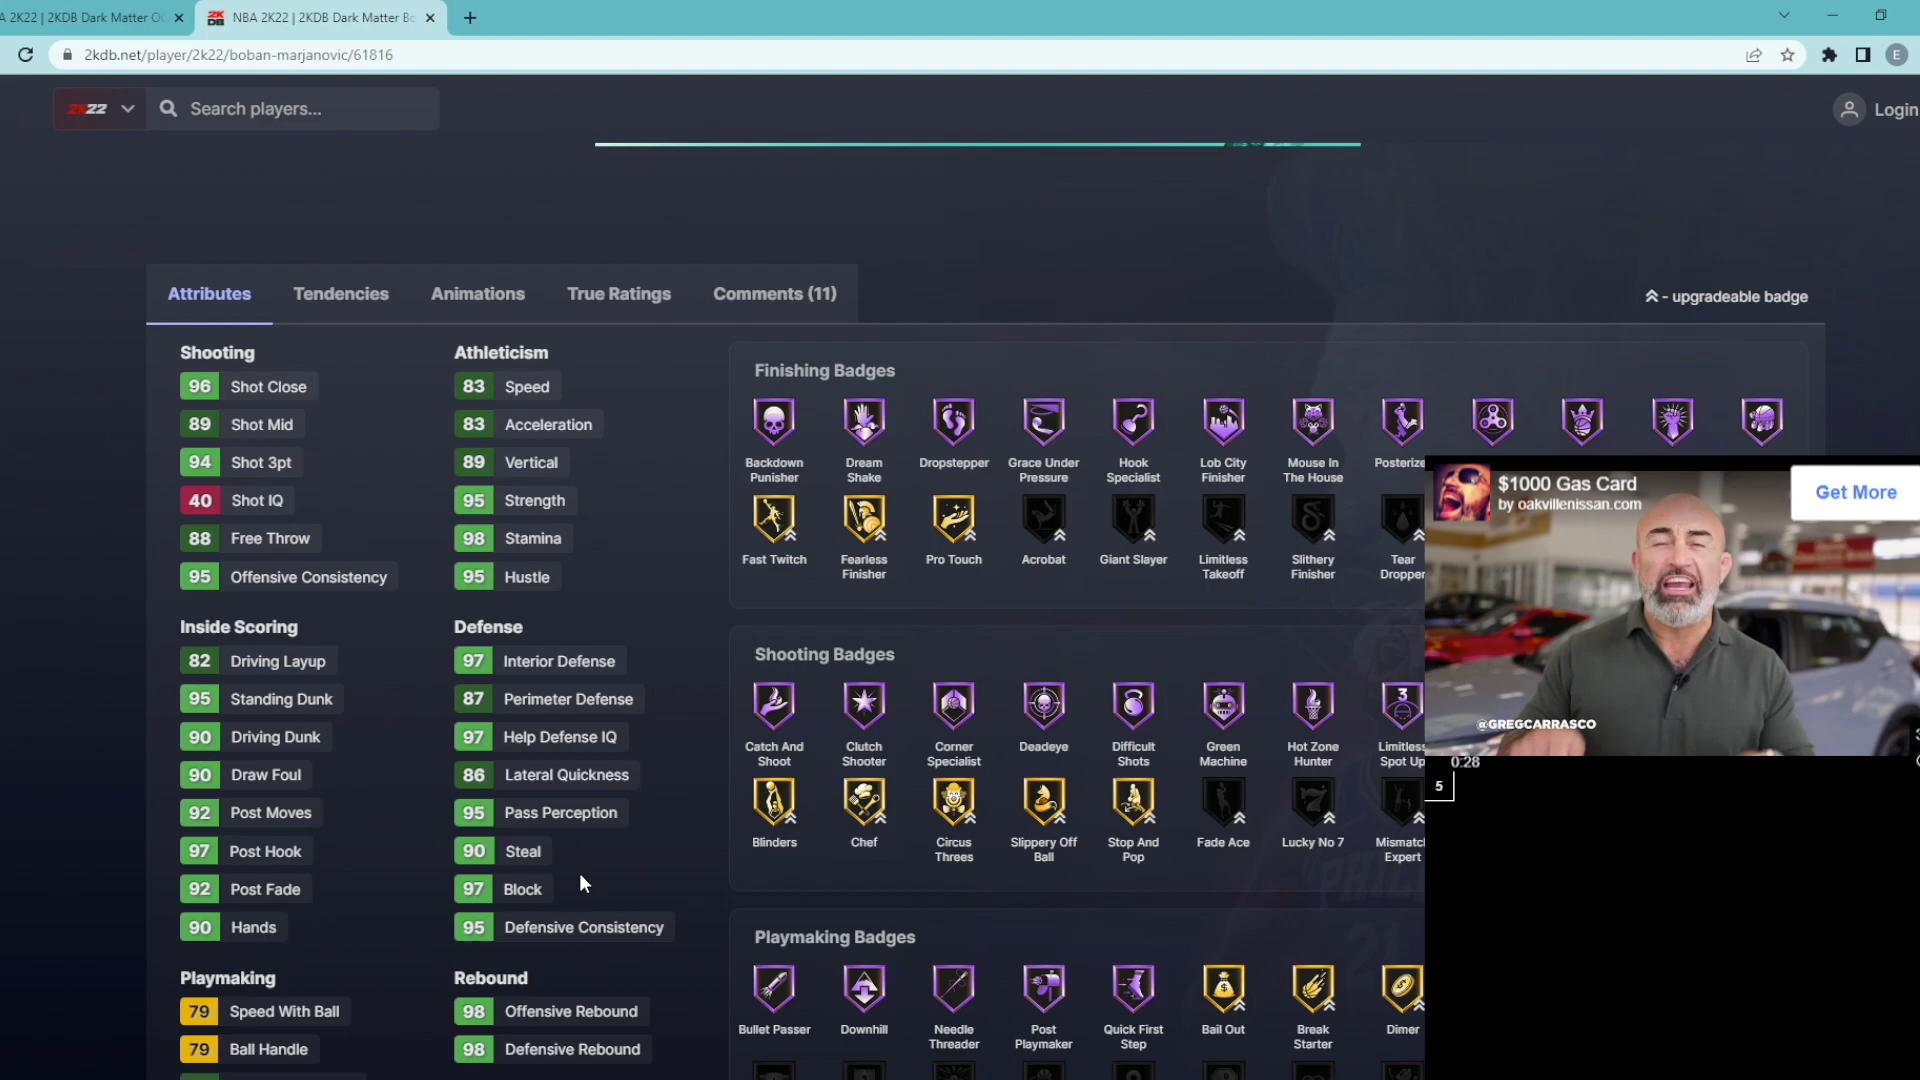 A 2K22 | 2KDB Dark Matter O
NBA 2K22 | 2KDB Dark Matter Bo
2kdb.net/player/2k22/boban-marjanovic/61816
E
2K22
Search players...
Login
Attributes
Tendencies
Animations
True Ratings
Comments (11)
- upgradeable badge
Shooting
96 Shot Close
89 Shot Mid
94 Shot 3pt
40 Shot IQ
88 Free Throw
95 Offensive Consistency
Inside Scoring
82 Driving Layup
95 Standing Dunk
90 Driving Dunk
90 Draw Foul
92 Post Moves
97 Post Hook
92 Post Fade
90 Hands
Playmaking
79 Speed With Ball
79 Ball Handle
Athleticism
83 Speed
83 Acceleration
89 Vertical
95 Strength
98 Stamina
95 Hustle
Defense
97 Interior Defense
87 Perimeter Defense
97 Help Defense IQ
86 Lateral Quickness
95 Pass Perception
90 Steal
97 Block
95 Defensive Consistency
Rebound
98 Offensive Rebound
98 Defensive Rebound
Finishing Badges
Backdown Punisher
Dream Shake
Dropstepper
Grace Under Pressure
Hook Specialist
Lob City Finisher
Mouse In The House
Posterize
Fast Twitch
Fearless Finisher
Pro Touch
Acrobat
Giant Slayer
Limitless Takeoff
Slithery Finisher
Tear Dropper
Shooting Badges
Catch And Shoot
Clutch Shooter
Corner Specialist
Deadeye
Difficult Shots
Green Machine
Hot Zone Hunter
3
Limitless Spot Up
Blinders
Chef
Circus Threes
Slippery Off Ball
Stop And Pop
Fade Ace
Lucky No 7
Mismatch Expert
Playmaking Badges
Bullet Passer
Downhill
Needle Threader
Post Playmaker
Quick First Step
Bail Out
Break Starter
Dimer
$1000 Gas Card
by oakvillenissan.com
Get More
@GREGCARRASCO
0:28
5